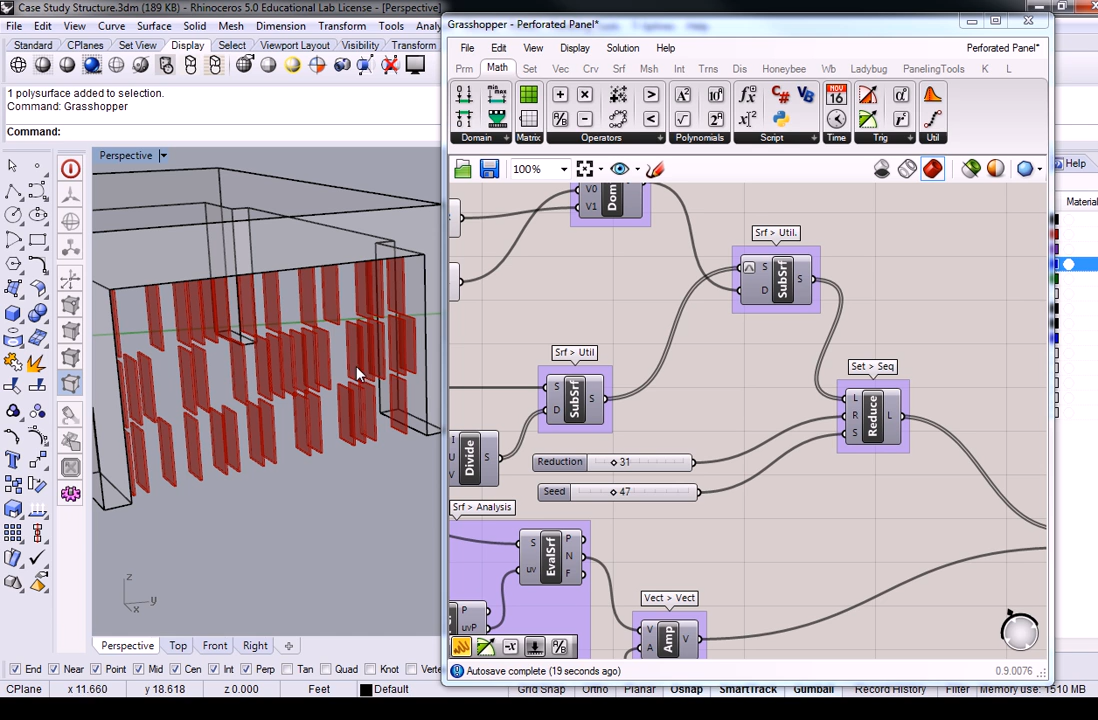 Case Study Structure.3dm (189 KB) - Rhinoceros 5.0 Educational Lab License - [Perspective]
File Edit View Curve Surface Solid Mesh Dimension Transform Tools Analy
Standard CPlanes Set View Display Select Viewport Layout Visibility Transform
1 polysurface added to selection.
Command: Grasshopper
Command:
Perspective
z
y
x
Perspective Top Front Right
End Near Point Mid Cen Int Perp Tan Quad Knot Verte
CPlane x 11.660 y 18.618 z 0.000 Feet Default Grid Snap Ortho Planar Osnap SmartTrack Gumball Record History Filter Memory use: 1510 MB
Grasshopper - Perforated Panel*
File Edit View Display Solution Help Perforated Panel*
Prm Math Set Vec Crv Srf Msh Int Trns Dis Honeybee Wb Ladybug PanelingTools K L
Domain Matrix Operators Polynomials Script Time Trig Util
100%
V0
V1
Dom
Srf > Util.
S
D
SubSrf
S
Srf > Util
S
D
SubSrf
S
Set > Seq
L
R
S
Reduce
L
I
U
V
Divide
S
Reduction 31
Seed 47
Srf > Analysis
S
uv
EvalSrf
P
N
F
P
uvP
Vect > Vect
V
A
Amp
V
Autosave complete (19 seconds ago)
0.9.0076
Help
Material